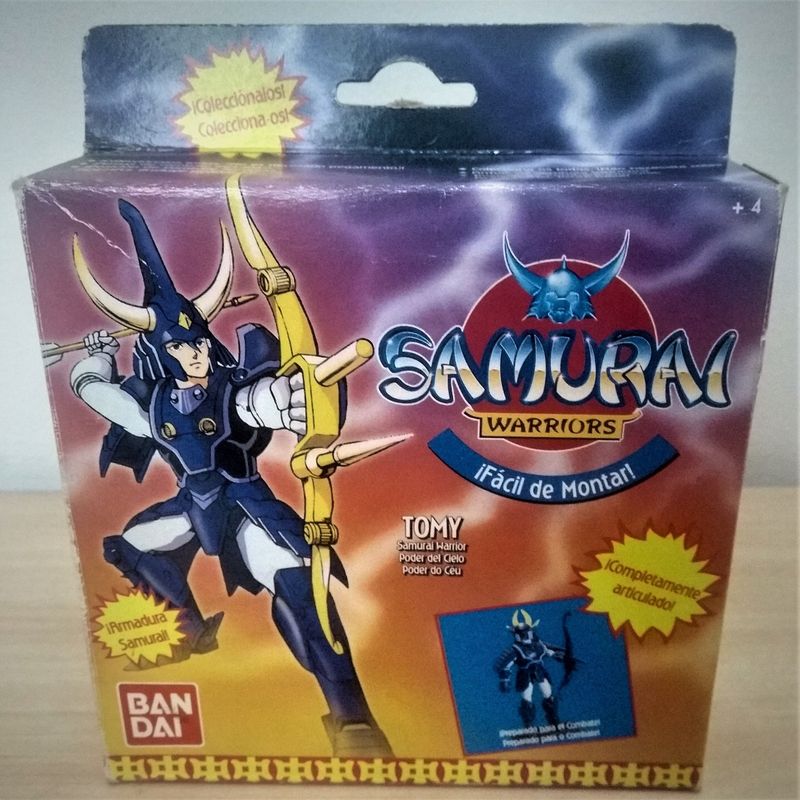 ¡Colecciónalos!
Colecciona-os!
+ 4
SAMURAI
WARRIORS
¡Fácil de Montar!
TOMY
Samurai Warrior
Poder del Cielo
Poder do Céu
¡Completamente
articulado!
¡Armadura
Samurai!
BAN
DAI
¡Preparado para el Combate!
Preparado para o Combate!